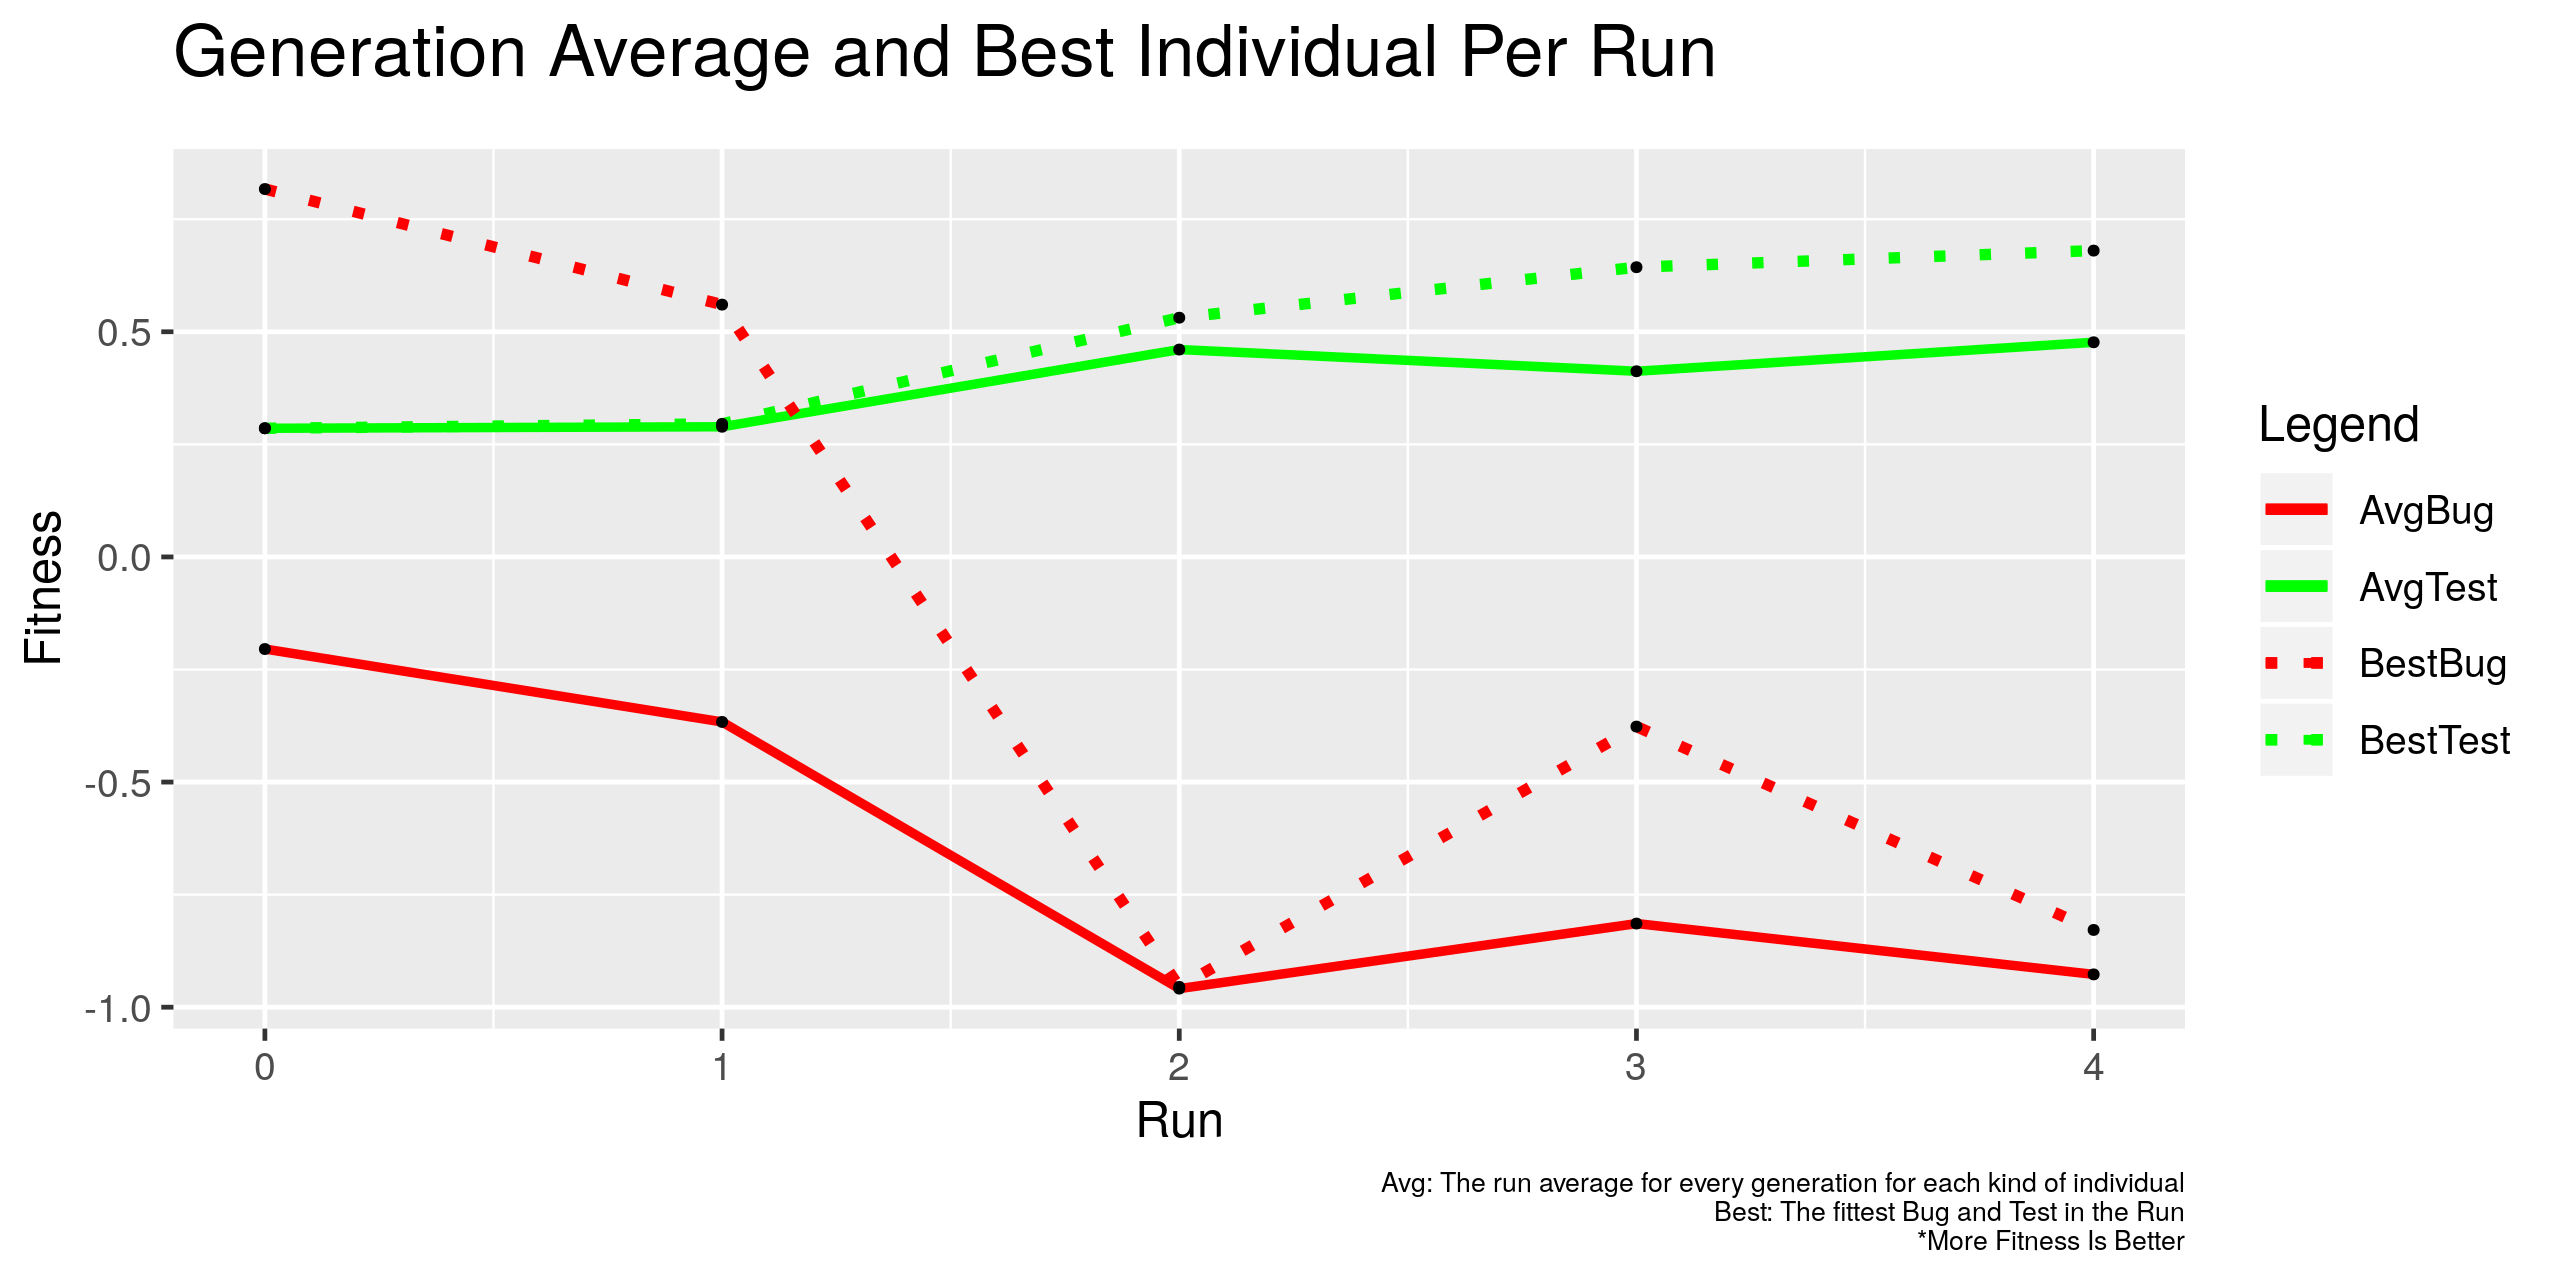 Generation Average and Best Individual Per Run
Fitness
0.5
0.0
-0.5
-1.0
0
1
2
3
4
Run
Legend
AvgBug
AvgTest
BestBug
BestTest
Avg: The run average for every generation for each kind of individual
Best: The fittest Bug and Test in the Run
*More Fitness Is Better